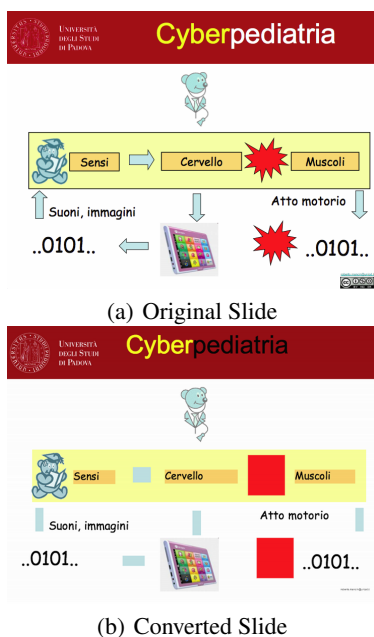 UNIVERSITÀ
DEGLI STUDI
DI PADOVA
Cyberpediatria
Sensi
Cervello
Muscoli
Suoni, immagini
Atto motorio
..0101..
..0101..
(a) Original Slide
UNIVERSITÀ
DEGLI STUDI
DI PADOVA
Cyberpediatria
Sensi
Cervello
Muscoli
Suoni, immagini
Atto motorio
..0101..
..0101..
(b) Converted Slide